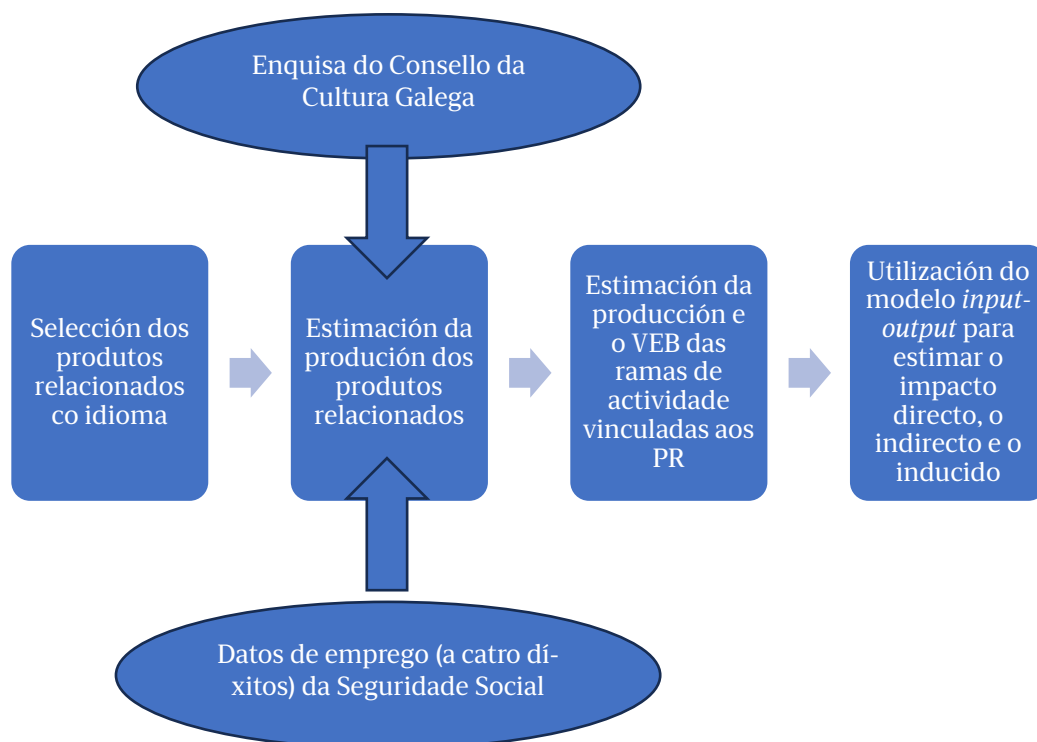 Enquisa do Consello da
Cultura Galega
Selección dos
produtos
relacionados
co idioma
Estimación da
produción dos
produtos
relacionados
Estimación da
producción e
o VEB das
ramas de
actividade
vinculadas aos
PR
Utilización do
modelo input-
output para
estimar o
impacto
directo, o
indirecto e o
inducido
Datos de emprego (a catro dí-
xitos) da Seguridade Social